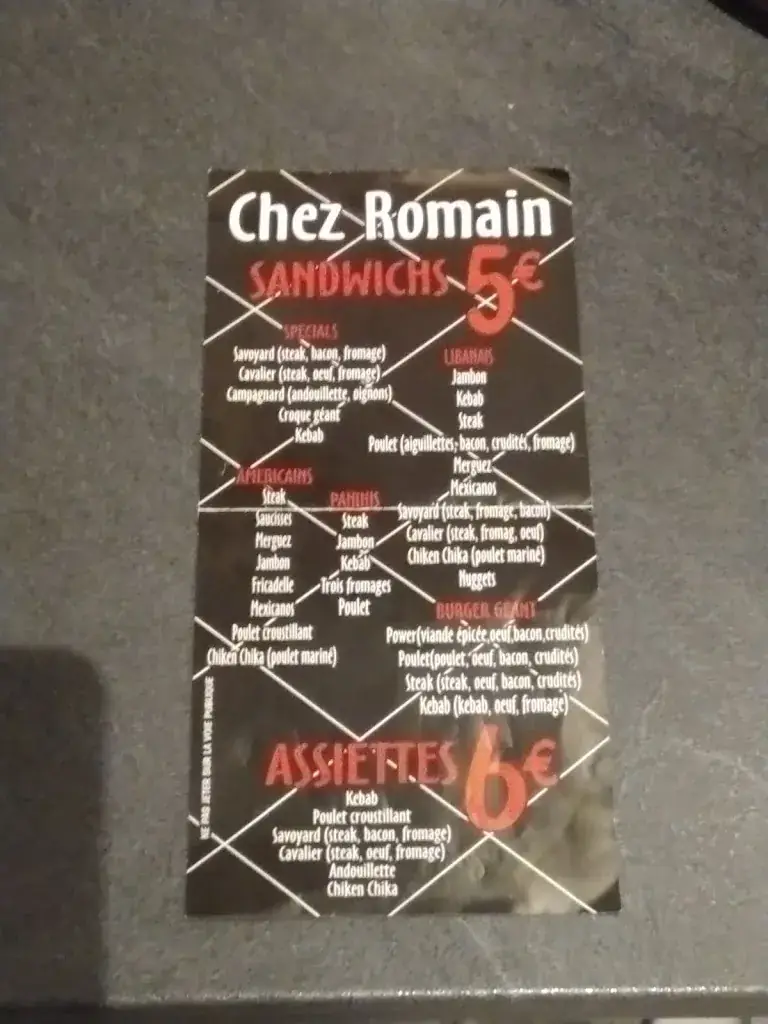 Chez Romain
SANDWICHS 5€
SPECIALS
Savoyard (steak, bacon, fromage)
Cavalier (steak, oeuf, fromage)
Campagnard (andouillette, oignons)
Croque géant
Kebab
LIBANAIS
Jambon
Kebab
Steak
Poulet (aiguillettes, bacon, crudités, fromage)
Merguez
Mexicanos
Savoyard (steak, fromage, bacon)
Cavalier (steak, fromag, oeuf)
Chiken Chika (poulet mariné)
Nuggets
AMERICAINS
Steak
Saucisses
Merguez
Jambon
Fricadelle
Mexicanos
Poulet croustillant
Chiken Chika (poulet mariné)
PANINIS
Steak
Jambon
Kebab
Trois fromages
Poulet
BURGER GEANT
Power(viande épicée,oeuf,bacon,crudités)
Poulet(poulet, oeuf, bacon, crudités)
Steak (steak, oeuf, bacon, crudités)
Kebab (kebab, oeuf, fromage)
NE PAS JETER SUR LA VOIE PUBLIQUE
ASSIETTES 6€
Kebab
Poulet croustillant
Savoyard (steak, bacon, fromage)
Cavalier (steak, oeuf, fromage)
Andouillette
Chiken Chika